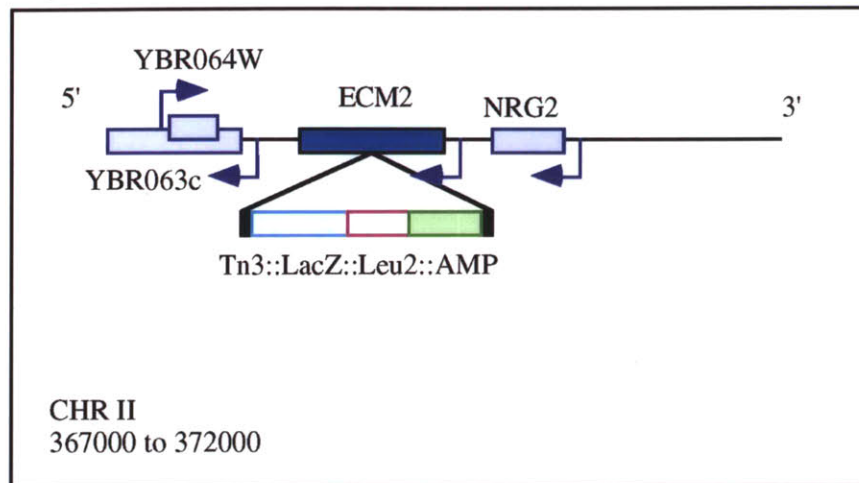 YBR064W
5'
ECM2
NRG2
3'
YBR063c
Tn3::LacZ::Leu2::AMP
CHR II
367000 to 372000